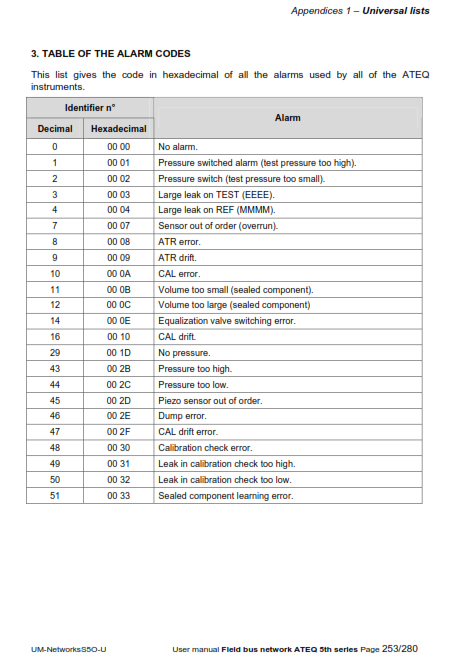 Appendices 1 – Universal lists
3. TABLE OF THE ALARM CODES
This list gives the code in hexadecimal of all the alarms used by all of the ATEQ
instruments.
Identifier n° Alarm
Decimal Hexadecimal
0 00 00 No alarm.
1 00 01 Pressure switched alarm (test pressure too high).
2 00 02 Pressure switch (test pressure too small).
3 00 03 Large leak on TEST (EEEE).
4 00 04 Large leak on REF (MMMM).
7 00 07 Sensor out of order (overrun).
8 00 08 ATR error.
9 00 09 ATR drift.
10 00 0A CAL error.
11 00 0B Volume too small (sealed component).
12 00 0C Volume too large (sealed component)
14 00 0E Equalization valve switching error.
16 00 10 CAL drift.
29 00 1D No pressure.
43 00 2B Pressure too high.
44 00 2C Pressure too low.
45 00 2D Piezo sensor out of order.
46 00 2E Dump error.
47 00 2F CAL drift error.
48 00 30 Calibration check error.
49 00 31 Leak in calibration check too high.
50 00 32 Leak in calibration check too low.
51 00 33 Sealed component learning error.
UM-NetworksS5O-U User manual Field bus network ATEQ 5th series Page 253/280